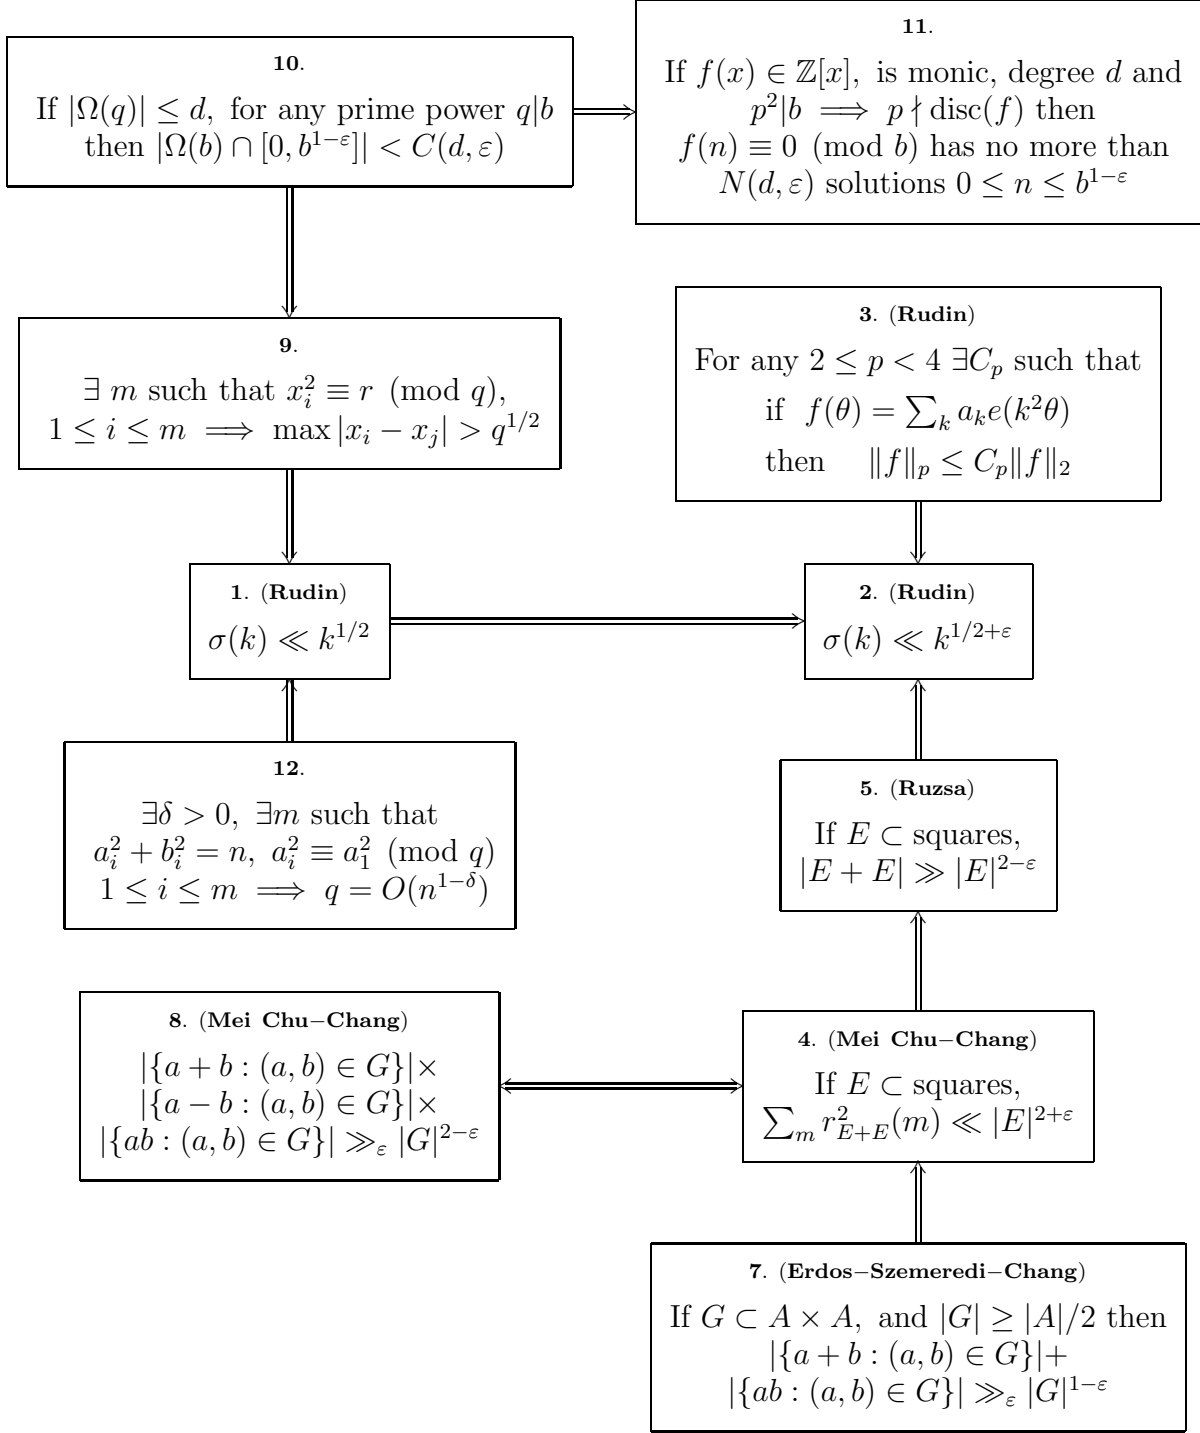 10.
If |Ω(q)| ≤ d, for any prime power q|b
then |Ω(b) ∩ [0, b^{1−ε}]| < C(d, ε)
11.
If f(x) ∈ ℤ[x], is monic, degree d and
p²|b ⟹ p ∤ disc(f) then
f(n) ≡ 0 (mod b) has no more than
N(d, ε) solutions 0 ≤ n ≤ b^{1−ε}
9.
∃ m such that x_i² ≡ r (mod q),
1 ≤ i ≤ m ⟹ max |x_i − x_j| > q^{1/2}
3. (Rudin)
For any 2 ≤ p < 4 ∃C_p such that
if f(θ) = ∑_k a_k e(k²θ)
then ‖f‖_p ≤ C_p‖f‖_2
1. (Rudin)
σ(k) ≪ k^{1/2}
2. (Rudin)
σ(k) ≪ k^{1/2+ε}
12.
∃δ > 0, ∃m such that
a_i² + b_i² = n, a_i² ≡ a_1² (mod q)
1 ≤ i ≤ m ⟹ q = O(n^{1−δ})
5. (Ruzsa)
If E ⊂ squares,
|E + E| ≫ |E|^{2−ε}
8. (Mei Chu−Chang)
|{a + b : (a, b) ∈ G}|×
|{a − b : (a, b) ∈ G}|×
|{ab : (a, b) ∈ G}| ≫_ε |G|^{2−ε}
4. (Mei Chu−Chang)
If E ⊂ squares,
∑_m r²_{E+E}(m) ≪ |E|^{2+ε}
7. (Erdos−Szemeredi−Chang)
If G ⊂ A × A, and |G| ≥ |A|/2 then
|{a + b : (a, b) ∈ G}|+
|{ab : (a, b) ∈ G}| ≫_ε |G|^{1−ε}